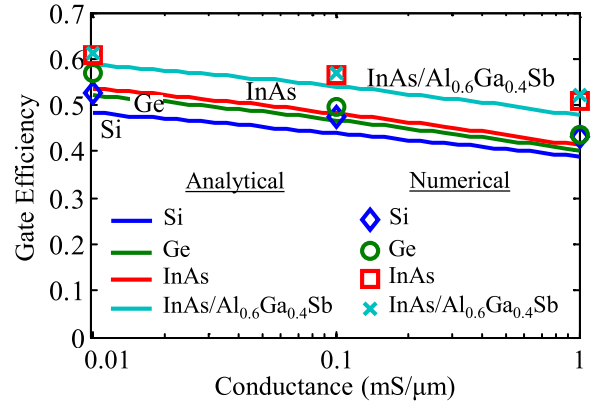 0.7
0.6
0.5
0.4
0.3
0.2
0.1
0
Gate Efficiency
InAs
InAs/Al0.6Ga0.4Sb
Ge
Si
Analytical
Numerical
Si
Si
Ge
Ge
InAs
InAs
InAs/Al0.6Ga0.4Sb
InAs/Al0.6Ga0.4Sb
0.01
0.1
1
Conductance (mS/μm)